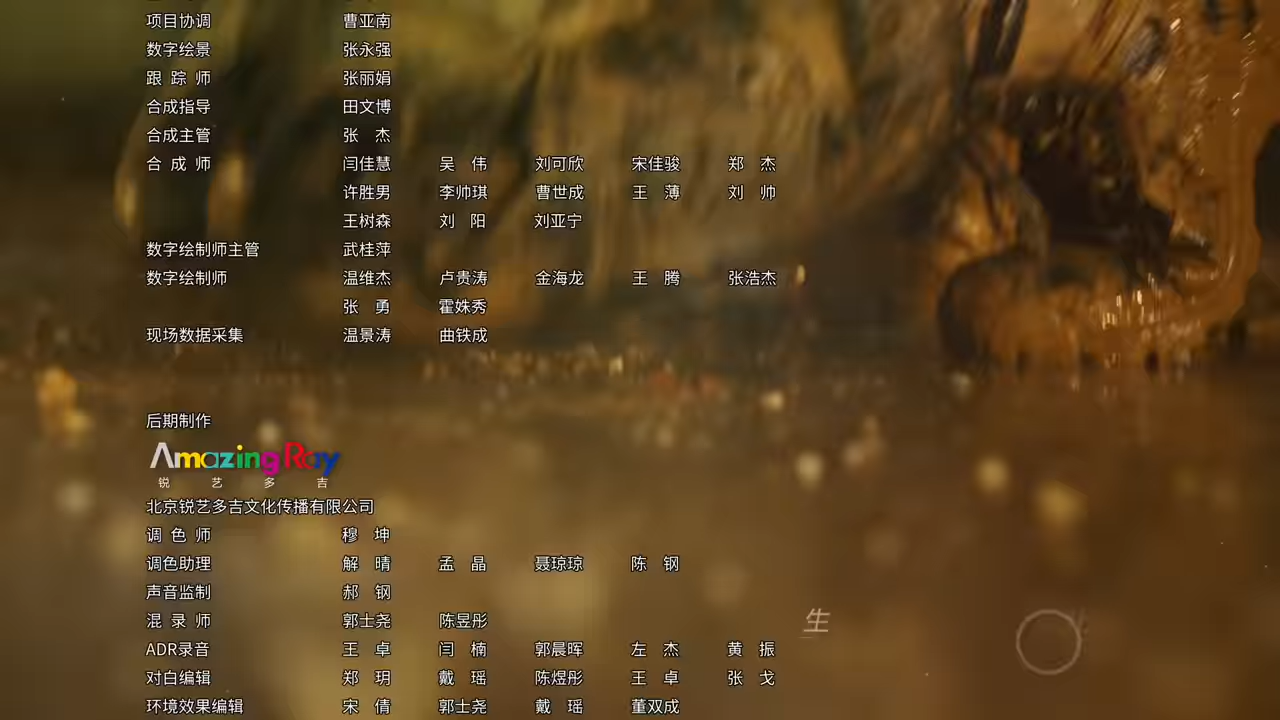 项目协调 曹亚南
数字绘景 张永强
跟 踪 师 张丽娟
合成指导 田文博
合成主管 张 杰
合 成 师 闫佳慧 吴 伟 刘可欣 宋佳骏 郑 杰
许胜男 李帅琪 曹世成 王 薄 刘 帅
王树森 刘 阳 刘亚宁
数字绘制师主管 武桂萍
数字绘制师 温维杰 卢贵涛 金海龙 王 腾 张浩杰
张 勇 霍姝秀
现场数据采集 温景涛 曲铁成
后期制作
Amazing Ray
锐 艺 多 吉
北京锐艺多吉文化传播有限公司
调 色 师 穆 坤
调色助理 解 晴 孟 晶 聂琼琼 陈 钢
声音监制 郝 钢
混 录 师 郭士尧 陈昱彤
生
ADR录音 王 卓 闫 楠 郭晨晖 左 杰 黄 振
对白编辑 郑 玥 戴 瑶 陈煜彤 王 卓 张 戈
环境效果编辑 宋 倩 郭士尧 戴 瑶 董双成